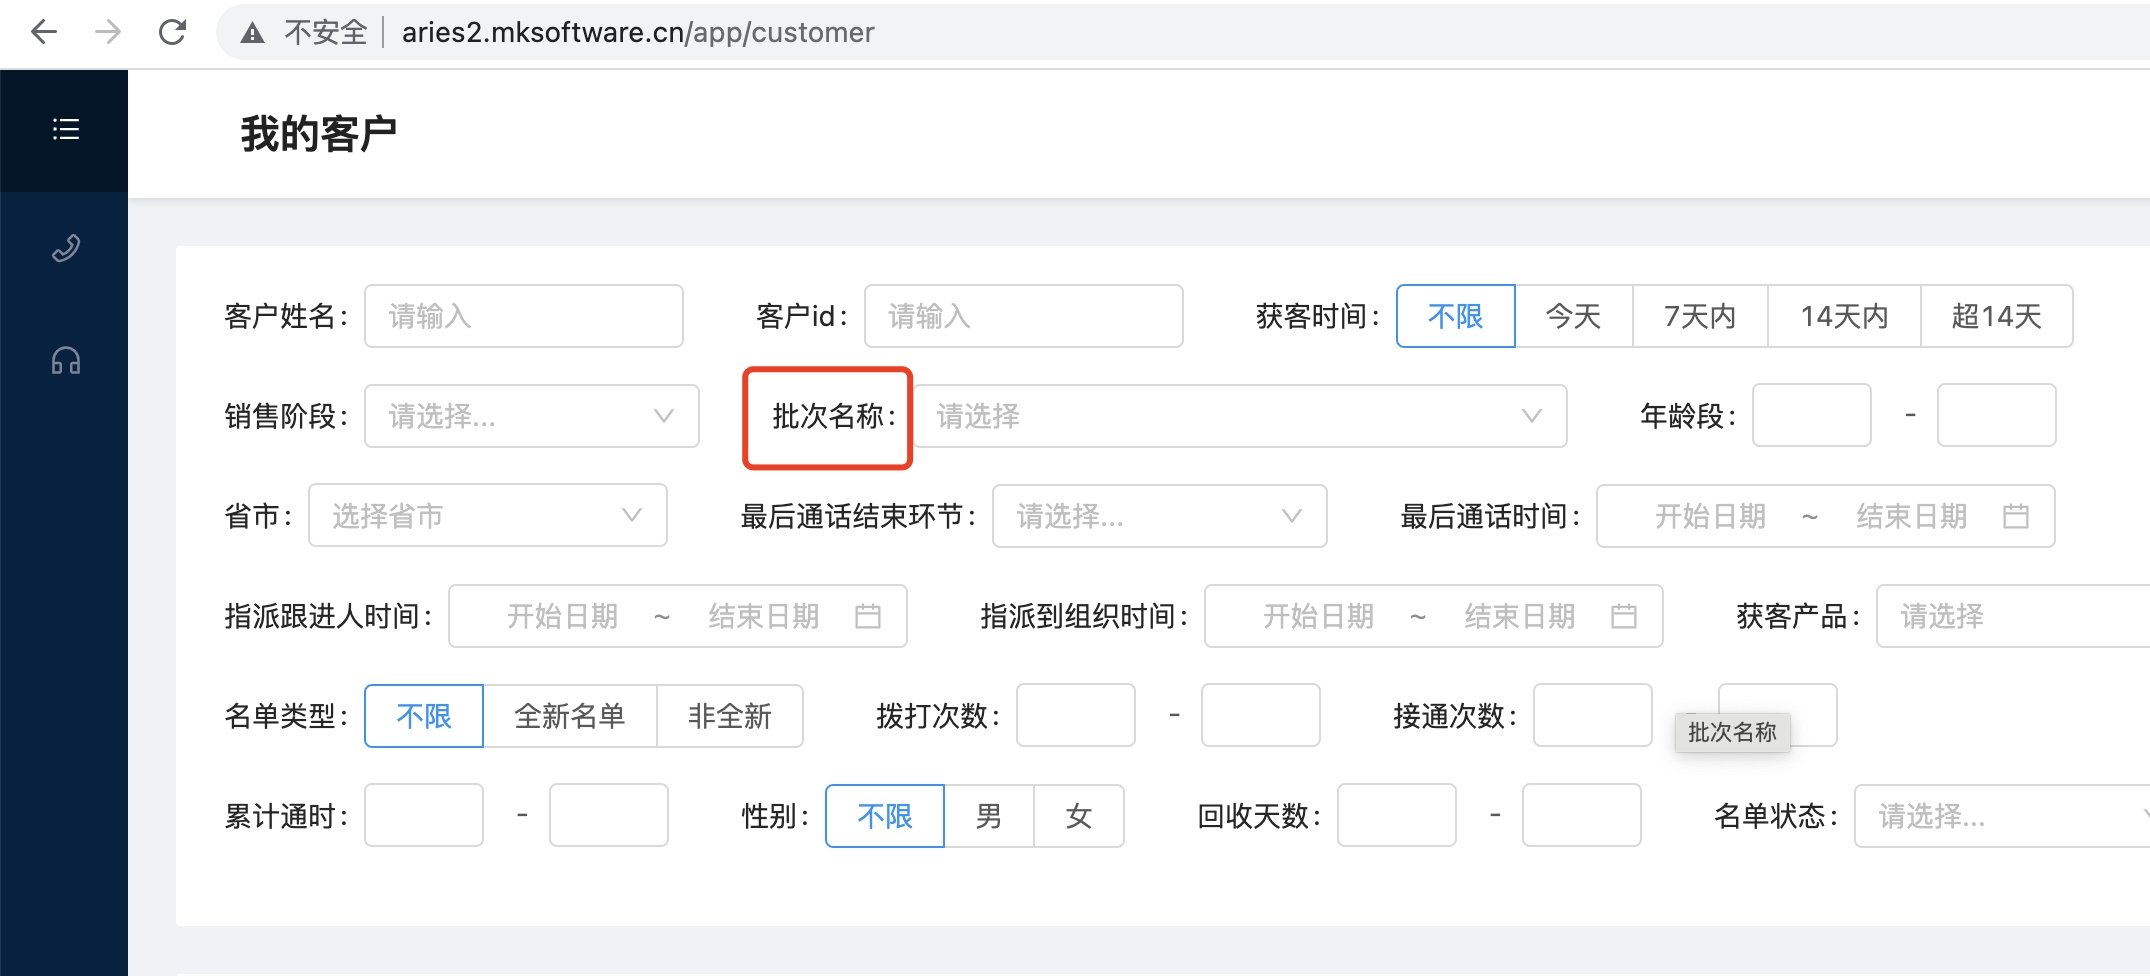 不安全 aries2.mksoftware.cn/app/customer
我的客户
客户姓名: 请输入 客户id: 请输入 获客时间: 不限 今天 7天内 14天内 超14天
销售阶段: 请选择... 批次名称: 请选择 年龄段: -
省市: 选择省市 最后通话结束环节: 请选择... 最后通话时间: 开始日期 ~ 结束日期
指派跟进人时间: 开始日期 ~ 结束日期 指派到组织时间: 开始日期 ~ 结束日期 获客产品: 请选择
名单类型: 不限 全新名单 非全新 拨打次数: - 接通次数: -
批次名称
累计通时: - 性别: 不限 男 女 回收天数: - 名单状态: 请选择...